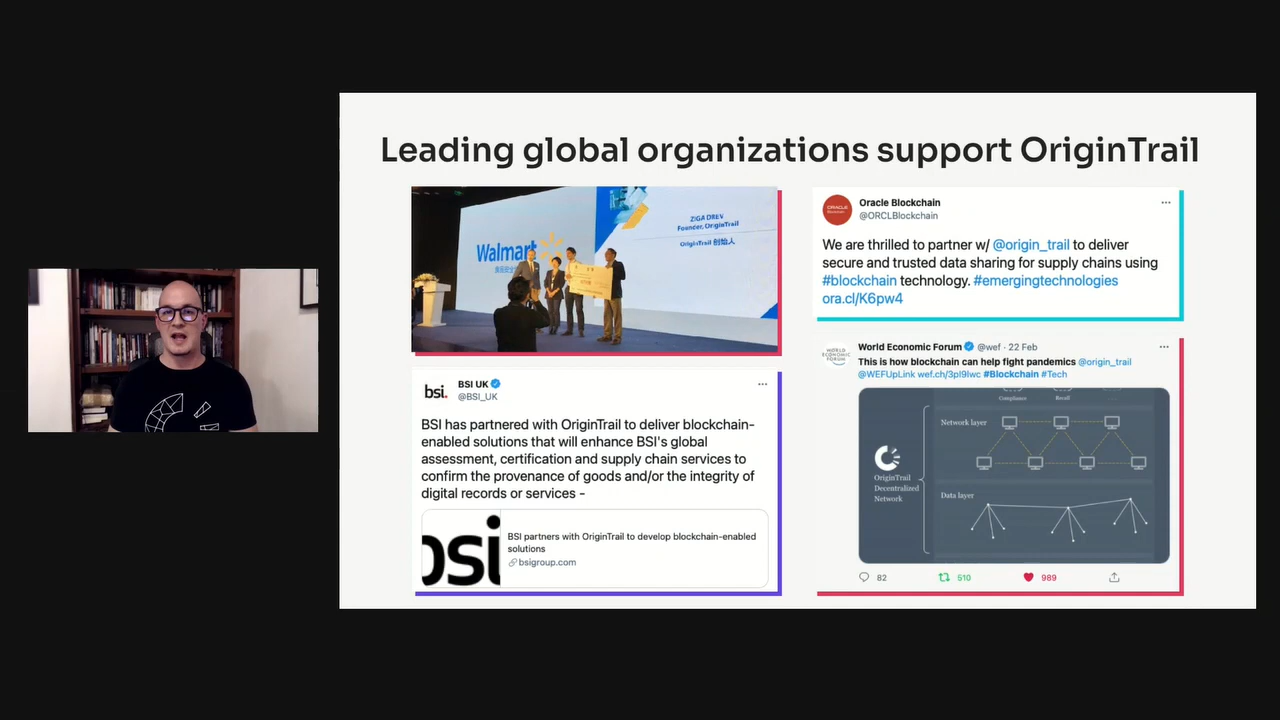 Leading global organizations support OriginTrail
Walmart
ZIGA DREV
Founder, OriginTrail
OriginTrail 创始人
ORACLE
Oracle Blockchain
@ORCLBlockchain
We are thrilled to partner w/ @origin_trail to deliver
secure and trusted data sharing for supply chains using
#blockchain technology. #emergingtechnologies
ora.cl/K6pw4
bsi.
BSI UK
@BSI_UK
BSI has partnered with OriginTrail to deliver blockchain-
enabled solutions that will enhance BSI's global
assessment, certification and supply chain services to
confirm the provenance of goods and/or the integrity of
digital records or services -
bsi
BSI partners with OriginTrail to develop blockchain-enabled
solutions
bsigroup.com
WORLD
ECONOMIC
FORUM
World Economic Forum @wef · 22 Feb
This is how blockchain can help fight pandemics @origin_trail
@WEFUpLink wef.ch/3pI9Iwc #Blockchain #Tech
Compliance Recall
Network layer
OriginTrail
Decentralized
Network
Data layer
82 510 989